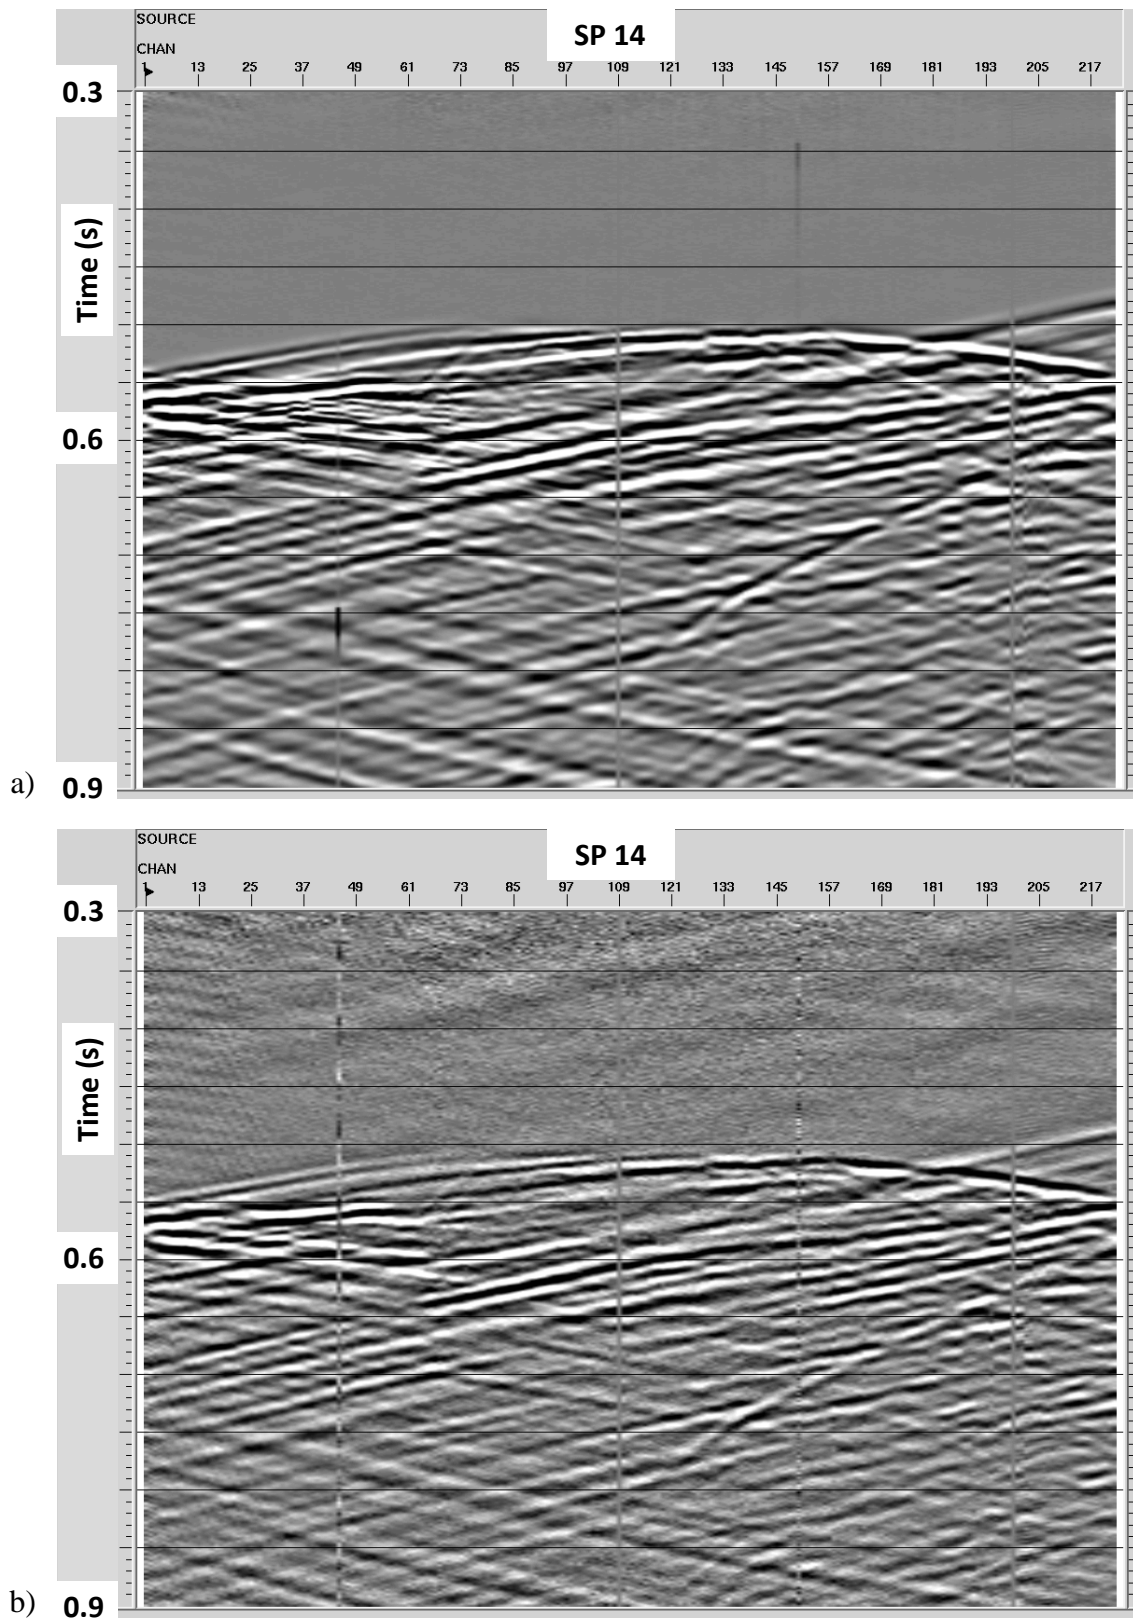 SOURCE
SP 14
CHAN
1 13 25 37 49 61 73 85 97 109 121 133 145 157 169 181 193 205 217
0.3
Time (s)
0.6
0.9
a)
SOURCE
SP 14
CHAN
1 13 25 37 49 61 73 85 97 109 121 133 145 157 169 181 193 205 217
0.3
Time (s)
0.6
0.9
b)